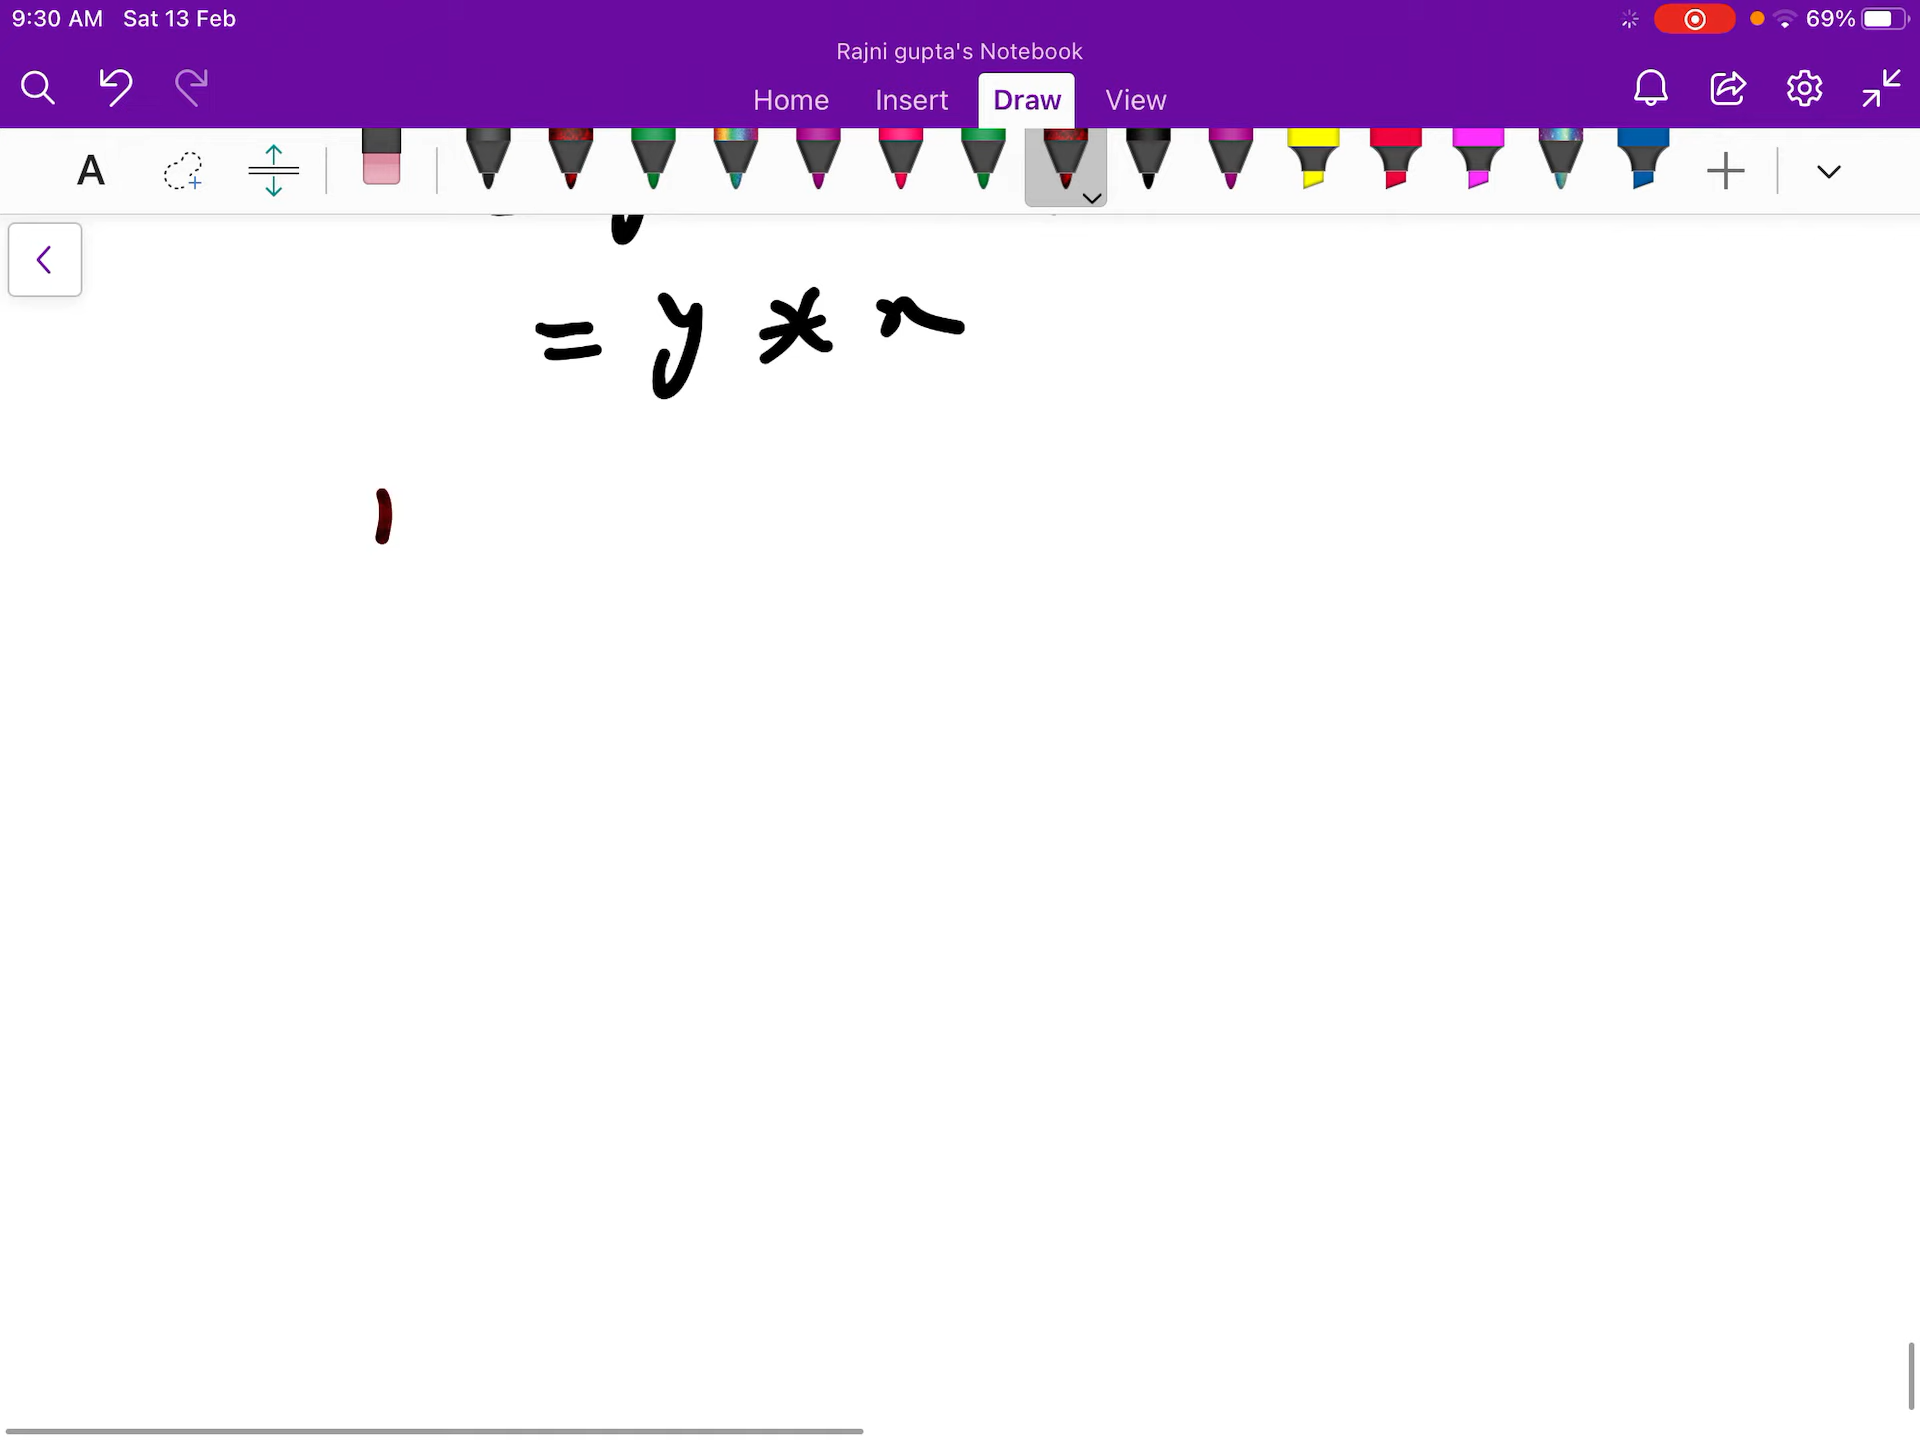 9:30 AM Sat 13 Feb 69%
Rajni gupta's Notebook
Home Insert Draw View
A
= y * x